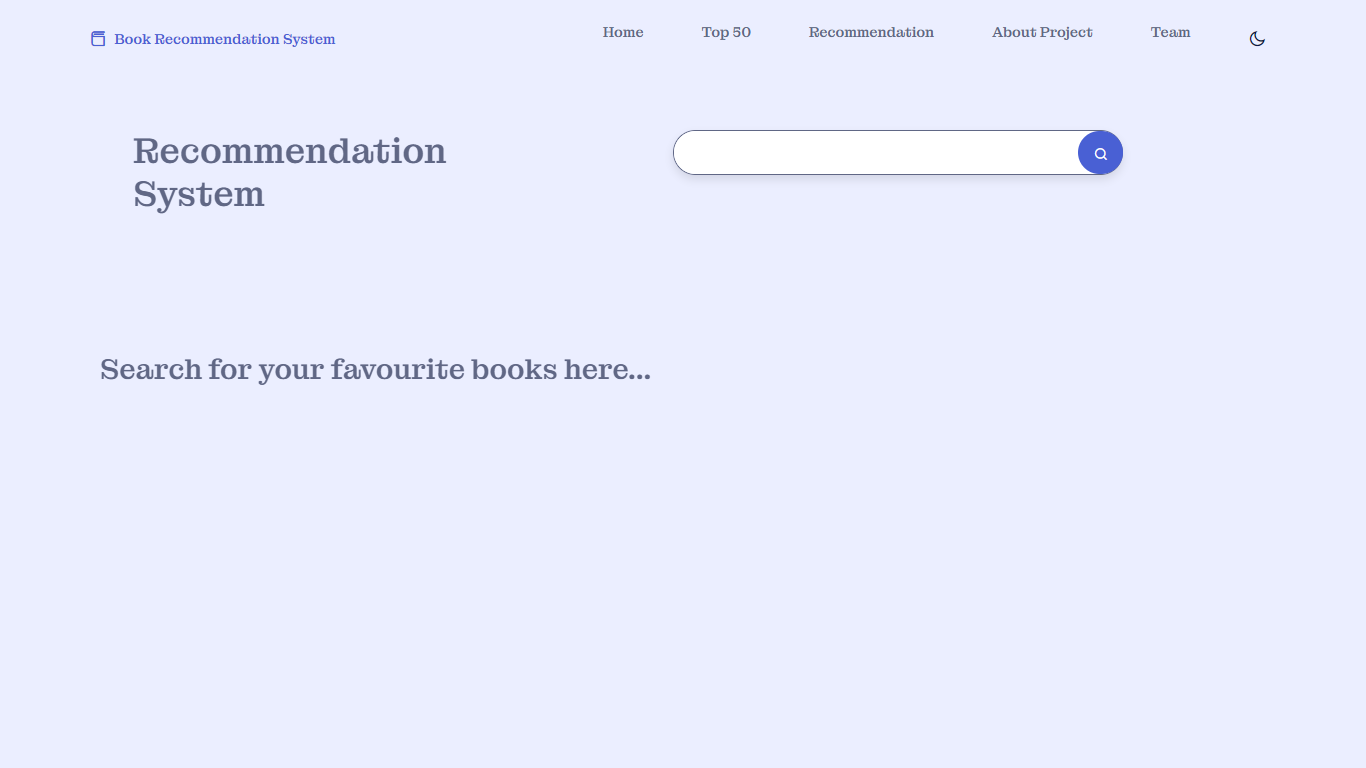 Book Recommendation System
Home
Top 50
Recommendation
About Project
Team
Recommendation
System
Search for your favourite books here...